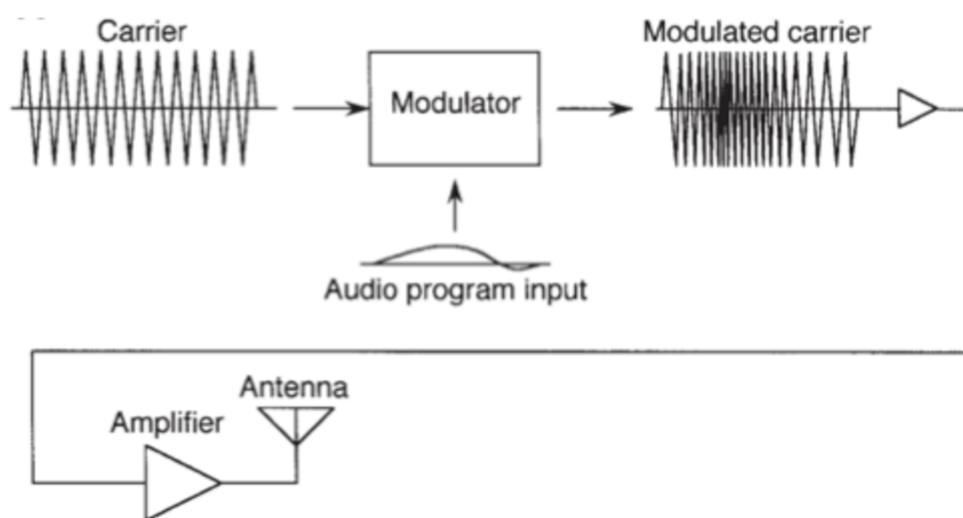 Carrier
Modulated carrier
Modulator
Audio program input
Antenna
Amplifier